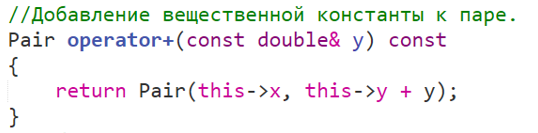 //Добавление вещественной константы к паре.
Pair operator+(const double& y) const
{
    return Pair(this->x, this->y + y);
}